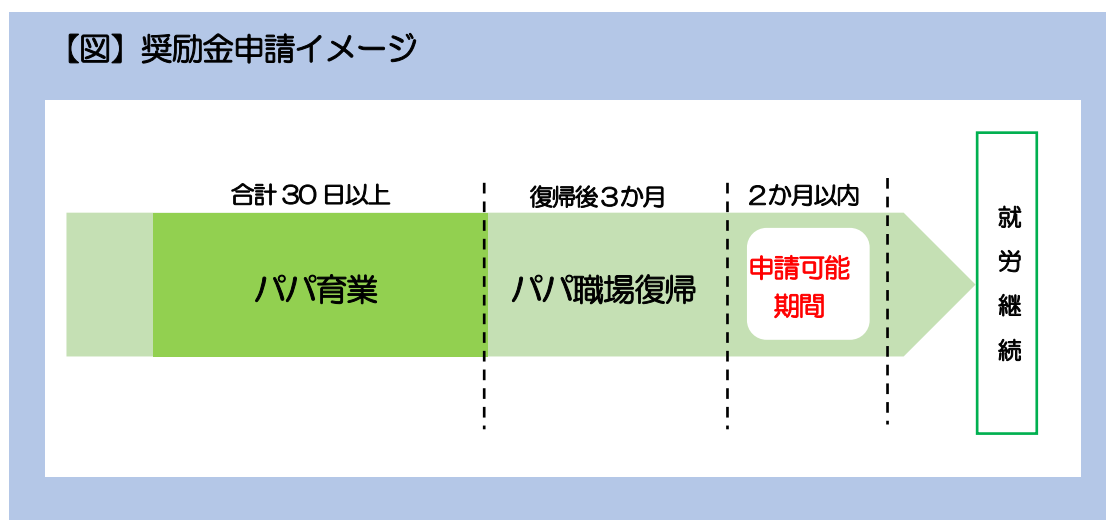 【図】奨励金申請イメージ
合計30日以上
復帰後3か月
2か月以内
パパ育業
パパ職場復帰
申請可能
期間
就労継続